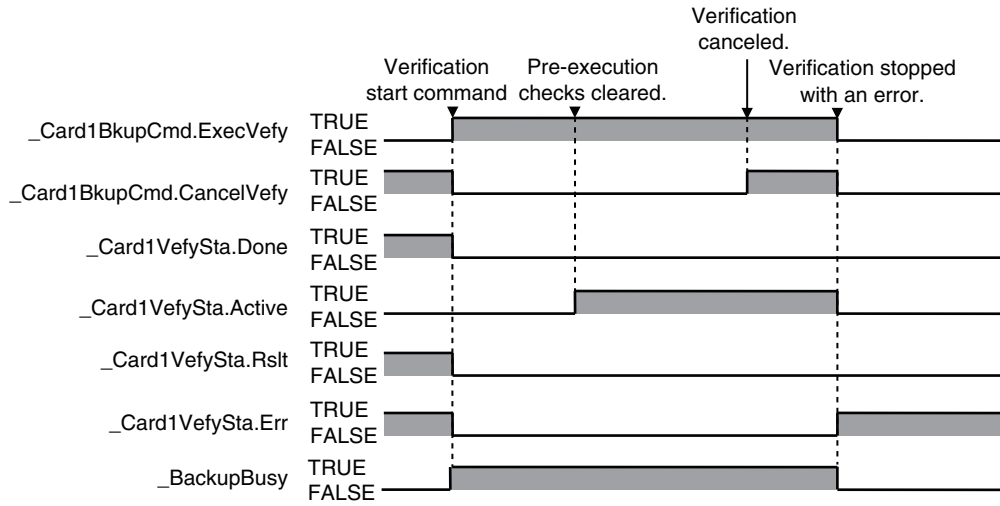 Verification
canceled.
Verification
start command
Pre-execution
checks cleared.
Verification stopped
with an error.
_Card1BkupCmd.ExecVefy
TRUE
FALSE
_Card1BkupCmd.CancelVefy
TRUE
FALSE
_Card1VefySta.Done
TRUE
FALSE
_Card1VefySta.Active
TRUE
FALSE
_Card1VefySta.Rslt
TRUE
FALSE
_Card1VefySta.Err
TRUE
FALSE
_BackupBusy
TRUE
FALSE